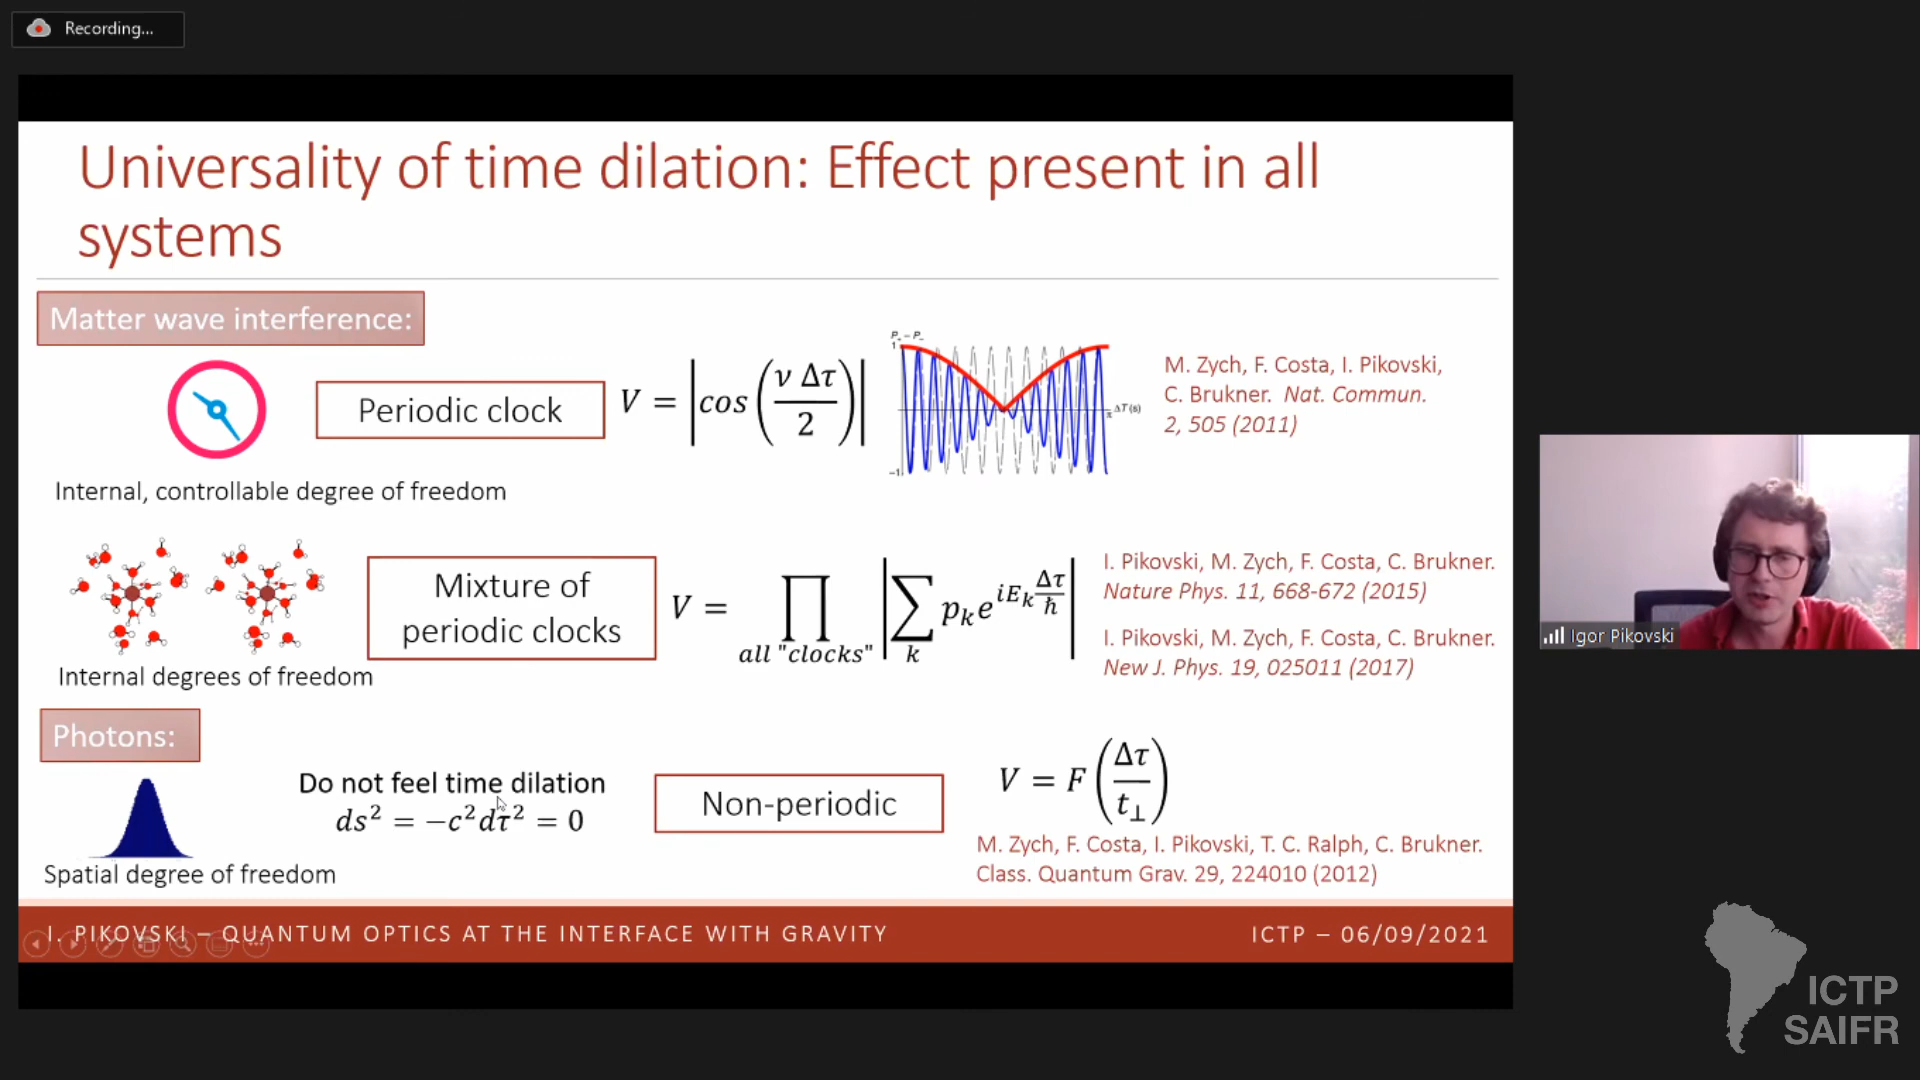 Recording...
Universality of time dilation: Effect present in all
systems
Matter wave interference:
Periodic clock
V = |cos(ν Δτ / 2)|
P₊ − P₋
1
-1
ΔT(s)
M. Zych, F. Costa, I. Pikovski,
C. Brukner. Nat. Commun.
2, 505 (2011)
Internal, controllable degree of freedom
Mixture of
periodic clocks
V = ∏ all "clocks" |∑ₖ pₖe^(iEₖ Δτ/ħ)|
I. Pikovski, M. Zych, F. Costa, C. Brukner.
Nature Phys. 11, 668-672 (2015)
I. Pikovski, M. Zych, F. Costa, C. Brukner.
New J. Phys. 19, 025011 (2017)
Internal degrees of freedom
Photons:
Do not feel time dilation
ds² = −c²dτ² = 0
Non-periodic
V = F(Δτ / t⊥)
M. Zych, F. Costa, I. Pikovski, T. C. Ralph, C. Brukner.
Class. Quantum Grav. 29, 224010 (2012)
Spatial degree of freedom
I. PIKOVSKI – QUANTUM OPTICS AT THE INTERFACE WITH GRAVITY
ICTP – 06/09/2021
Igor Pikovski
ICTP
SAIFR